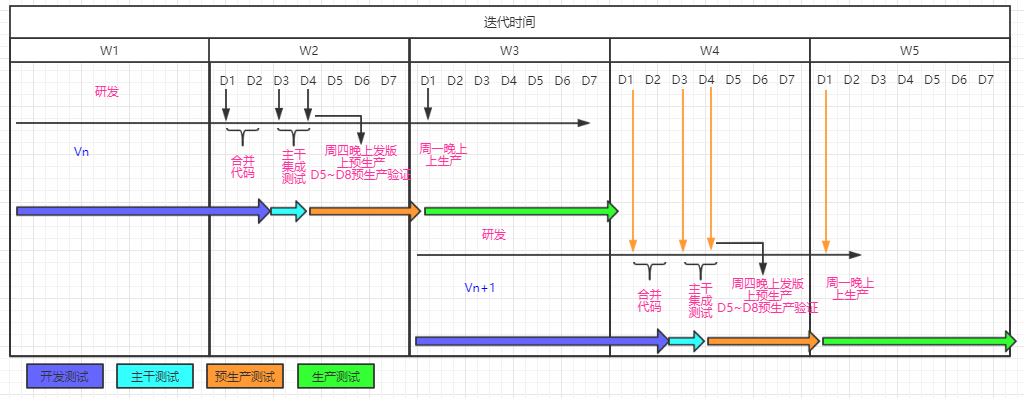 迭代时间
W1 W2 W3 W4 W5
D1 D2 D3 D4 D5 D6 D7 D1 D2 D3 D4 D5 D6 D7 D1 D2 D3 D4 D5 D6 D7 D1 D2 D3 D4 D5 D6 D7
研发
Vn
合并
代码
主干
集成
测试
周四晚上发版
上预生产
D5~D8预生产验证
周一晚上
上生产
研发
Vn+1
合并
代码
主干
集成
测试
周四晚上发版
上预生产
D5~D8预生产验证
周一晚上
上生产
开发测试 主干测试 预生产测试 生产测试